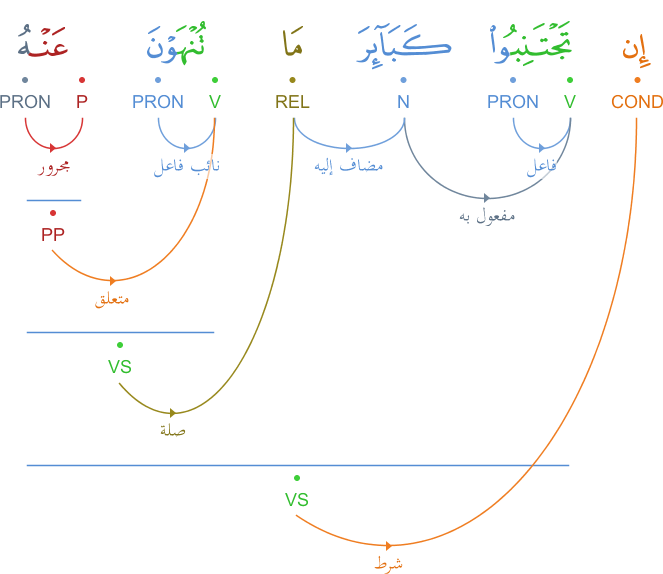 إِن تَجْتَنِبُوا۟ كَبَآئِرَ مَا تُنْهَوْنَ عَنْهُ
PRON P PRON V REL N PRON V COND
مجرور نائب فاعل مضاف إليه فاعل
مفعول به
PP
متعلق
VS
صلة
VS
شرط